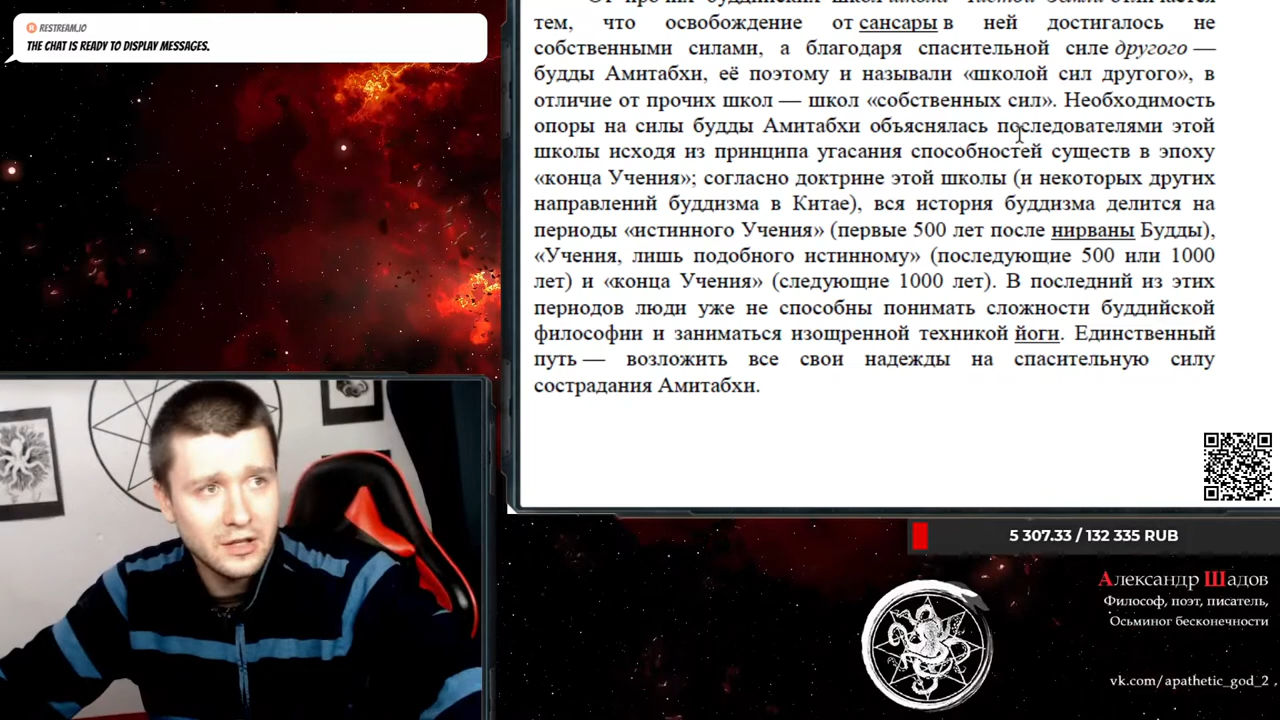 RESTREAM.IO
THE CHAT IS READY TO DISPLAY MESSAGES.
тем, что освобождение от сансары в ней достигалось не
собственными силами, а благодаря спасительной силе другого —
будды Амитабхи, её поэтому и называли «школой сил другого», в
отличие от прочих школ — школ «собственных сил». Необходимость
опоры на силы будды Амитабхи объяснялась последователями этой
школы исходя из принципа угасания способностей существ в эпоху
«конца Учения»; согласно доктрине этой школы (и некоторых других
направлений буддизма в Китае), вся история буддизма делится на
периоды «истинного Учения» (первые 500 лет после нирваны Будды),
«Учения, лишь подобного истинному» (последующие 500 или 1000
лет) и «конца Учения» (следующие 1000 лет). В последний из этих
периодов люди уже не способны понимать сложности буддийской
философии и заниматься изощренной техникой йоги. Единственный
путь — возложить все свои надежды на спасительную силу
сострадания Амитабхи.
5 307.33 / 132 335 RUB
Александр Шадов
Философ, поэт, писатель,
Осьминог бесконечности
vk.com/apathetic_god_2